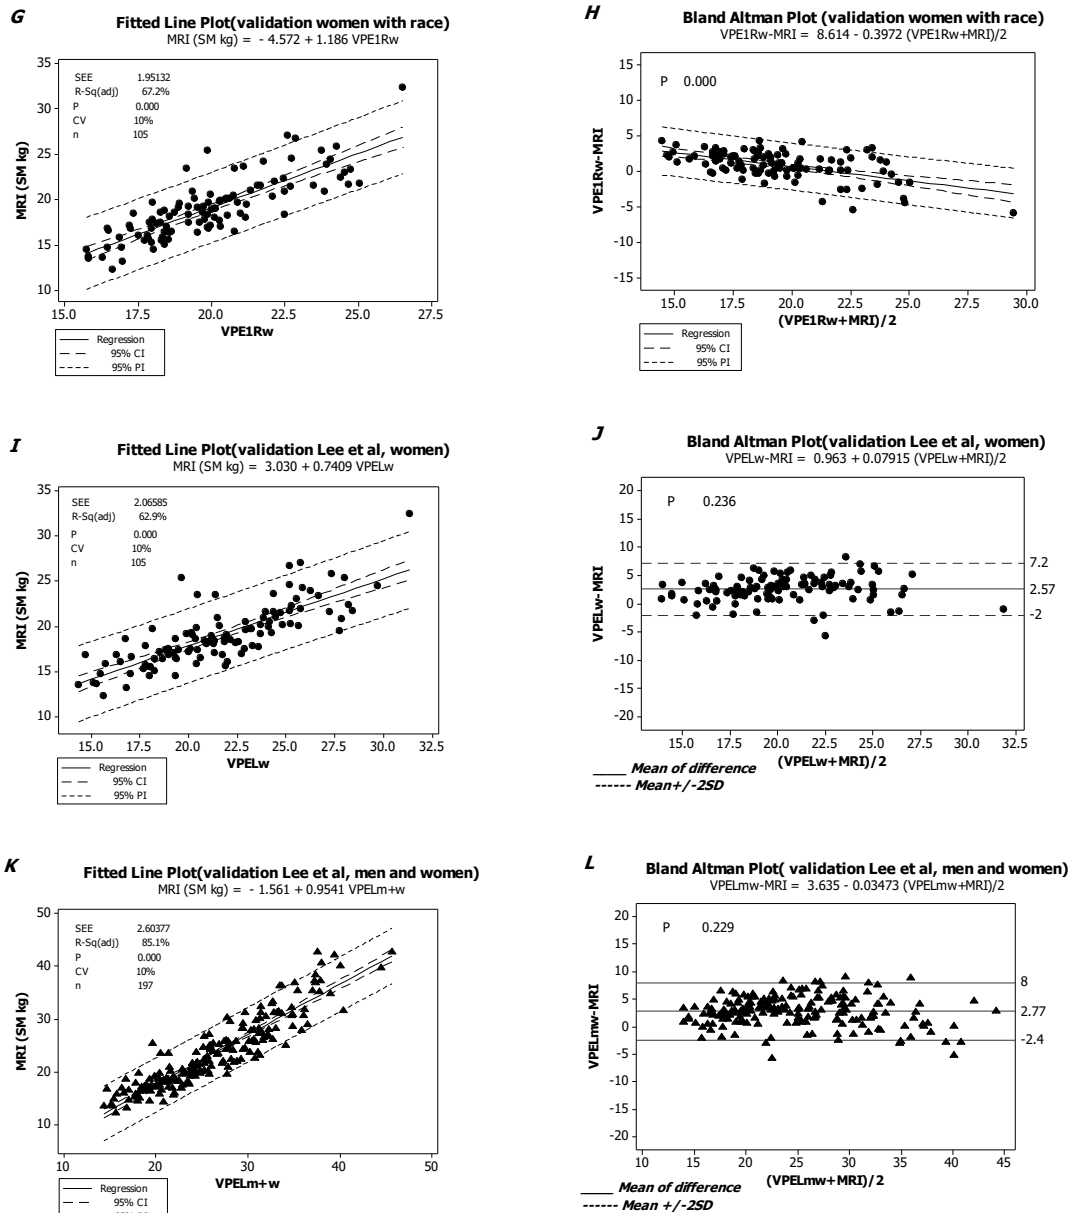 G
Fitted Line Plot(validation women with race)
MRI (SM kg) = - 4.572 + 1.186 VPE1Rw
SEE 1.95132
R-Sq(adj) 67.2%
P 0.000
CV 10%
n 105
MRI (SM kg)
35
30
25
20
15
10
15.0 17.5 20.0 22.5 25.0 27.5
VPE1Rw
Regression
95% CI
95% PI
H
Bland Altman Plot (validation women with race)
VPE1Rw-MRI = 8.614 - 0.3972 (VPE1Rw+MRI)/2
P 0.000
VPE1Rw-MRI
15
10
5
0
-5
-10
-15
15.0 17.5 20.0 22.5 25.0 30.0
(VPE1Rw+MRI)/2
Regression
95% CI
95% PI
I
Fitted Line Plot(validation Lee et al, women)
MRI (SM kg) = 3.030 + 0.7409 VPELw
SEE 2.06585
R-Sq(adj) 62.9%
P 0.000
CV 10%
n 105
MRI (SM kg)
35
30
25
20
15
10
15.0 17.5 20.0 22.5 25.0 27.5 30.0 32.5
VPELw
Regression
95% CI
95% PI
J
Bland Altman Plot(validation Lee et al, women)
VPELw-MRI = 0.963 + 0.07915 (VPELw+MRI)/2
P 0.236
VPELw-MRI
20
15
10
5
0
-5
-10
-15
-20
7.2
2.57
-2
15.0 17.5 20.0 22.5 25.0 27.5 30.0 32.5
(VPELw+MRI)/2
Mean of difference
Mean+/-2SD
K
Fitted Line Plot(validation Lee et al, men and women)
MRI (SM kg) = - 1.561 + 0.9541 VPELm+w
SEE 2.60377
R-Sq(adj) 85.1%
P 0.000
CV 10%
n 197
MRI (SM kg)
50
40
30
20
10
10 20 30 40 50
VPELm+w
Regression
95% CI
L
Bland Altman Plot( validation Lee et al, men and women)
VPELmw-MRI = 3.635 - 0.03473 (VPELmw+MRI)/2
P 0.229
VPELmw-MRI
20
15
10
5
0
-5
-10
-15
-20
8
2.77
-2.4
10 15 20 25 30 35 40 45
(VPELmw+MRI)/2
Mean of difference
Mean +/-2SD